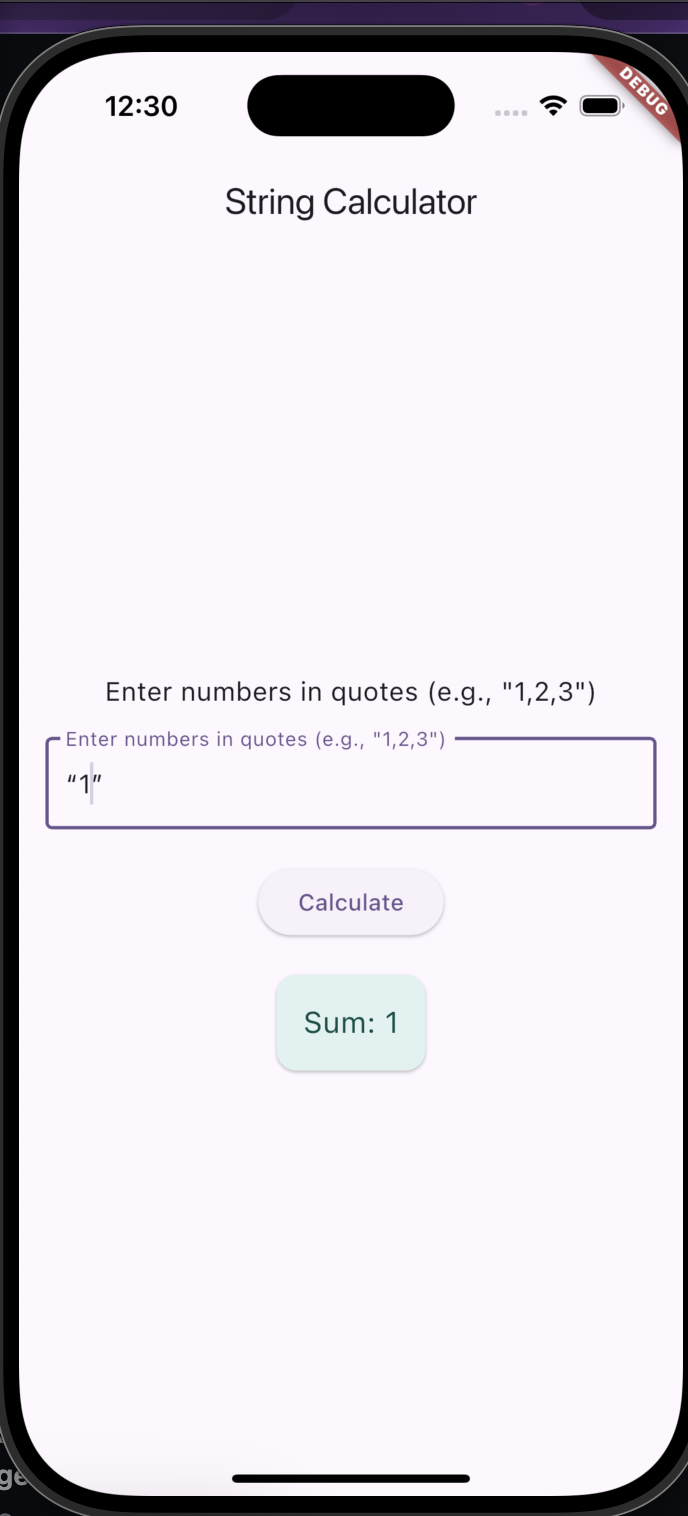 12:30
DEBUG
String Calculator
Enter numbers in quotes (e.g., "1,2,3")
Enter numbers in quotes (e.g., "1,2,3")
“1”
Calculate
Sum: 1
ge